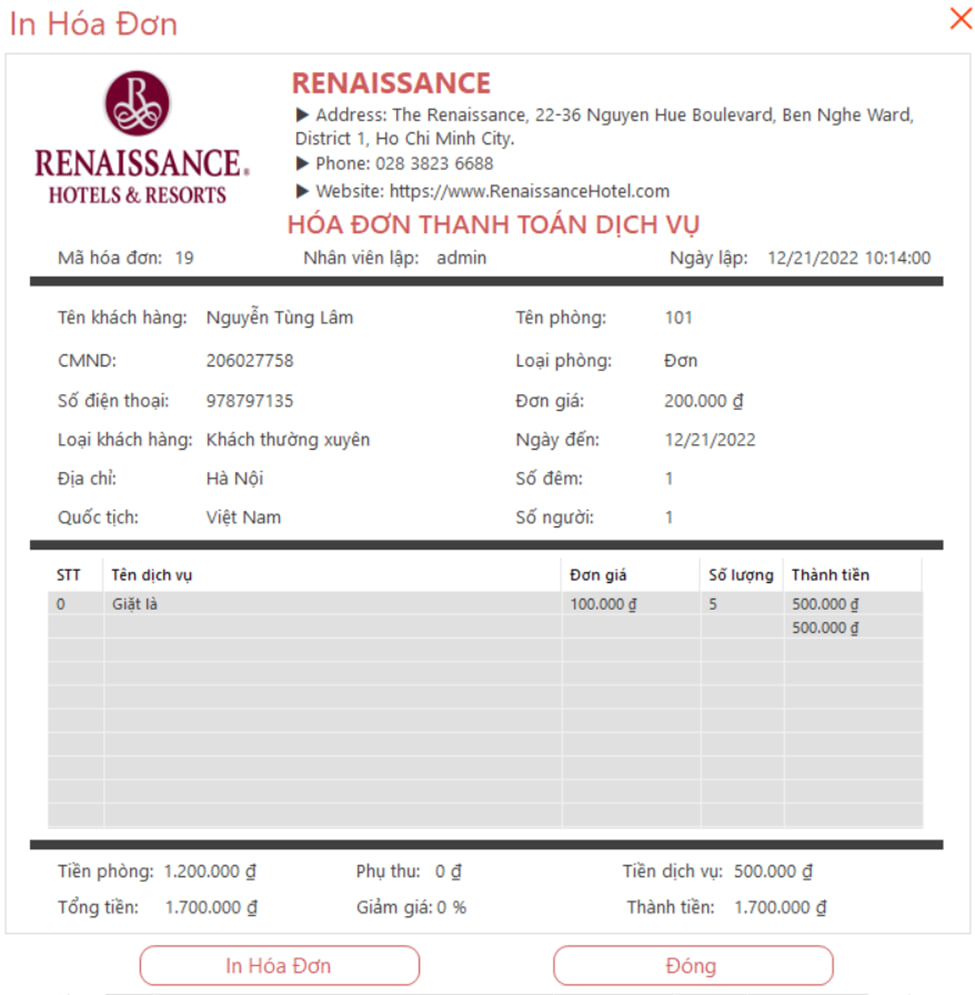 In Hóa Đơn
RENAISSANCE
▶ Address: The Renaissance, 22-36 Nguyen Hue Boulevard, Ben Nghe Ward,
District 1, Ho Chi Minh City.
▶ Phone: 028 3823 6688
▶ Website: https://www.RenaissanceHotel.com
R
RENAISSANCE®
HOTELS & RESORTS
HÓA ĐƠN THANH TOÁN DỊCH VỤ
Mã hóa đơn: 19 Nhân viên lập: admin Ngày lập: 12/21/2022 10:14:00
Tên khách hàng: Nguyễn Tùng Lâm Tên phòng: 101
CMND: 206027758 Loại phòng: Đơn
Số điện thoại: 978797135 Đơn giá: 200.000 ₫
Loại khách hàng: Khách thường xuyên Ngày đến: 12/21/2022
Địa chỉ: Hà Nội Số đêm: 1
Quốc tịch: Việt Nam Số người: 1
STT Tên dịch vụ Đơn giá Số lượng Thành tiền
0 Giặt là 100.000 ₫ 5 500.000 ₫
500.000 ₫
Tiền phòng: 1.200.000 ₫ Phụ thu: 0 ₫ Tiền dịch vụ: 500.000 ₫
Tổng tiền: 1.700.000 ₫ Giảm giá: 0 % Thành tiền: 1.700.000 ₫
In Hóa Đơn Đóng